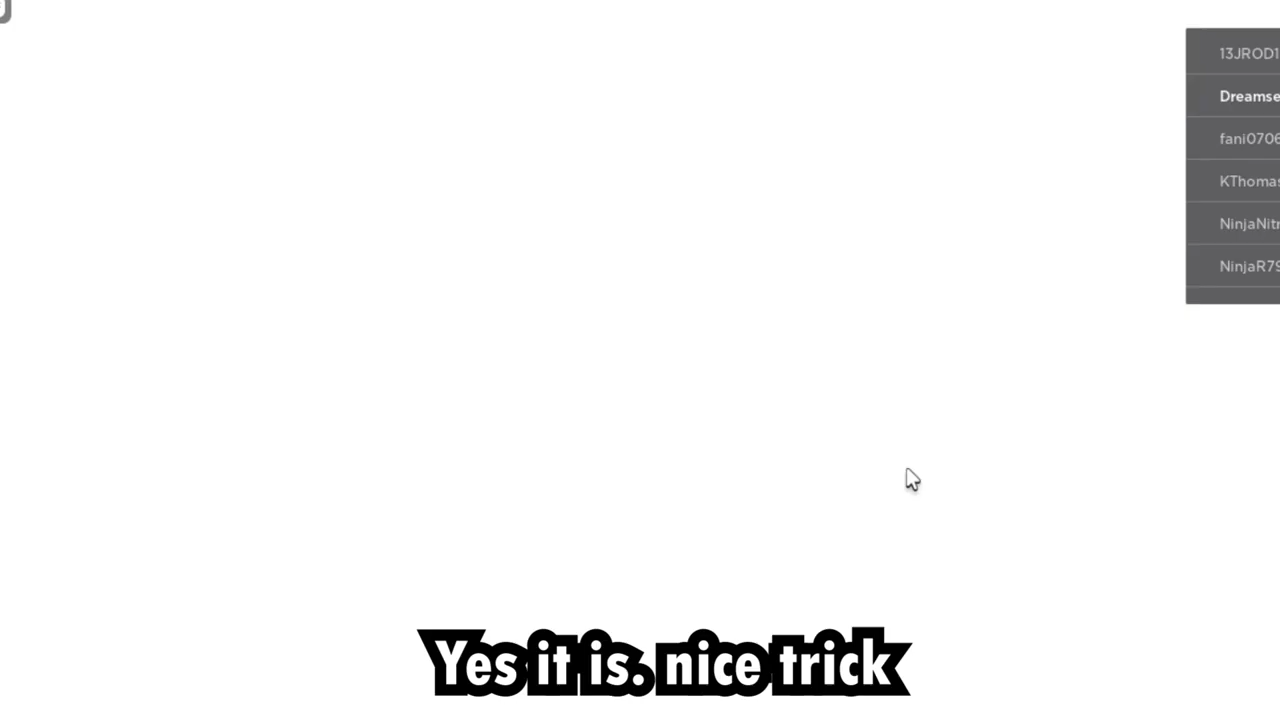 13JROD1
Dreamse
fani0706
KThomas
NinjaNitr
NinjaR79
Yes it is. nice trick